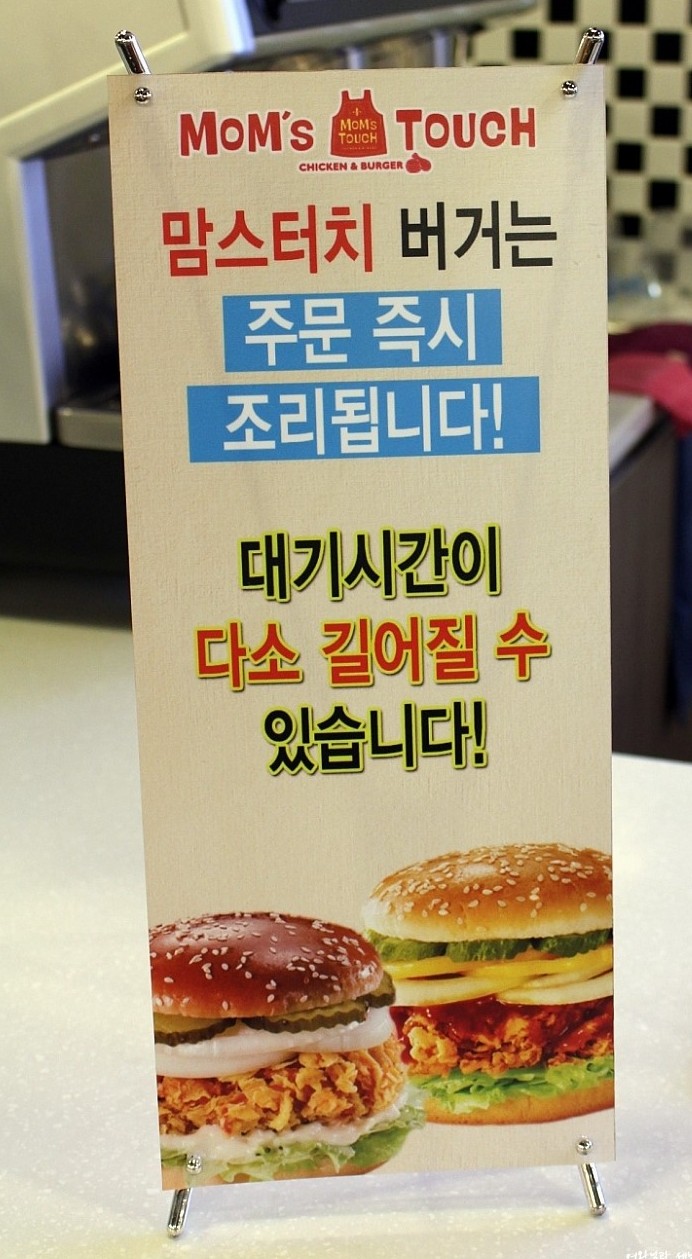 MOM'S TOUCH
MOM'S
TOUCH
CHICKEN & BURGER
맘스터치 버거는
주문 즉시
조리됩니다!
대기시간이
다소 길어질 수
있습니다!